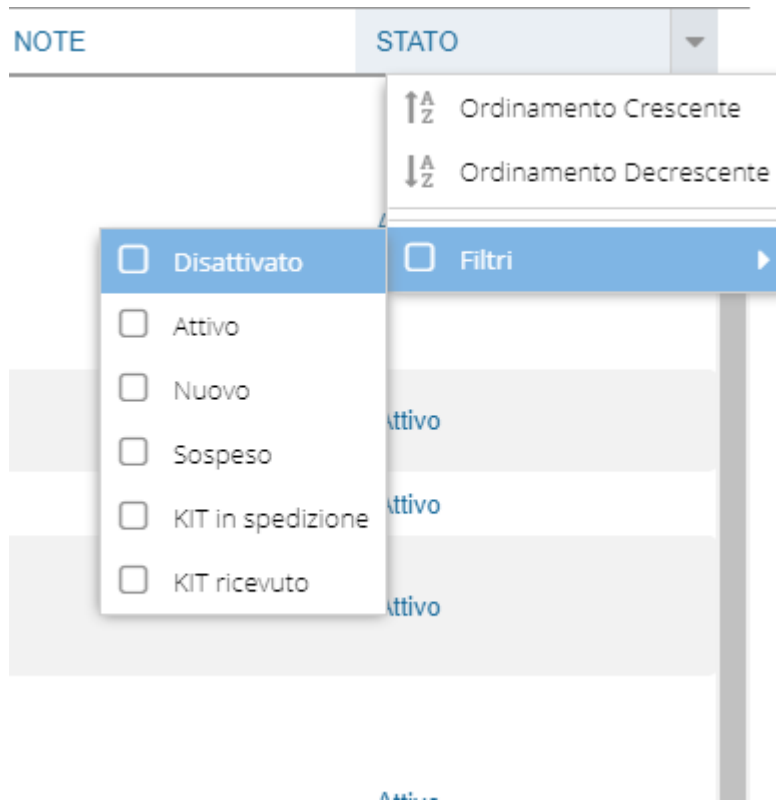 NOTE STATO
Ordinamento Crescente
Ordinamento Decrescente
Filtri
Disattivato
Attivo
Nuovo
Sospeso
KIT in spedizione
KIT ricevuto
Attivo
Attivo
Attivo